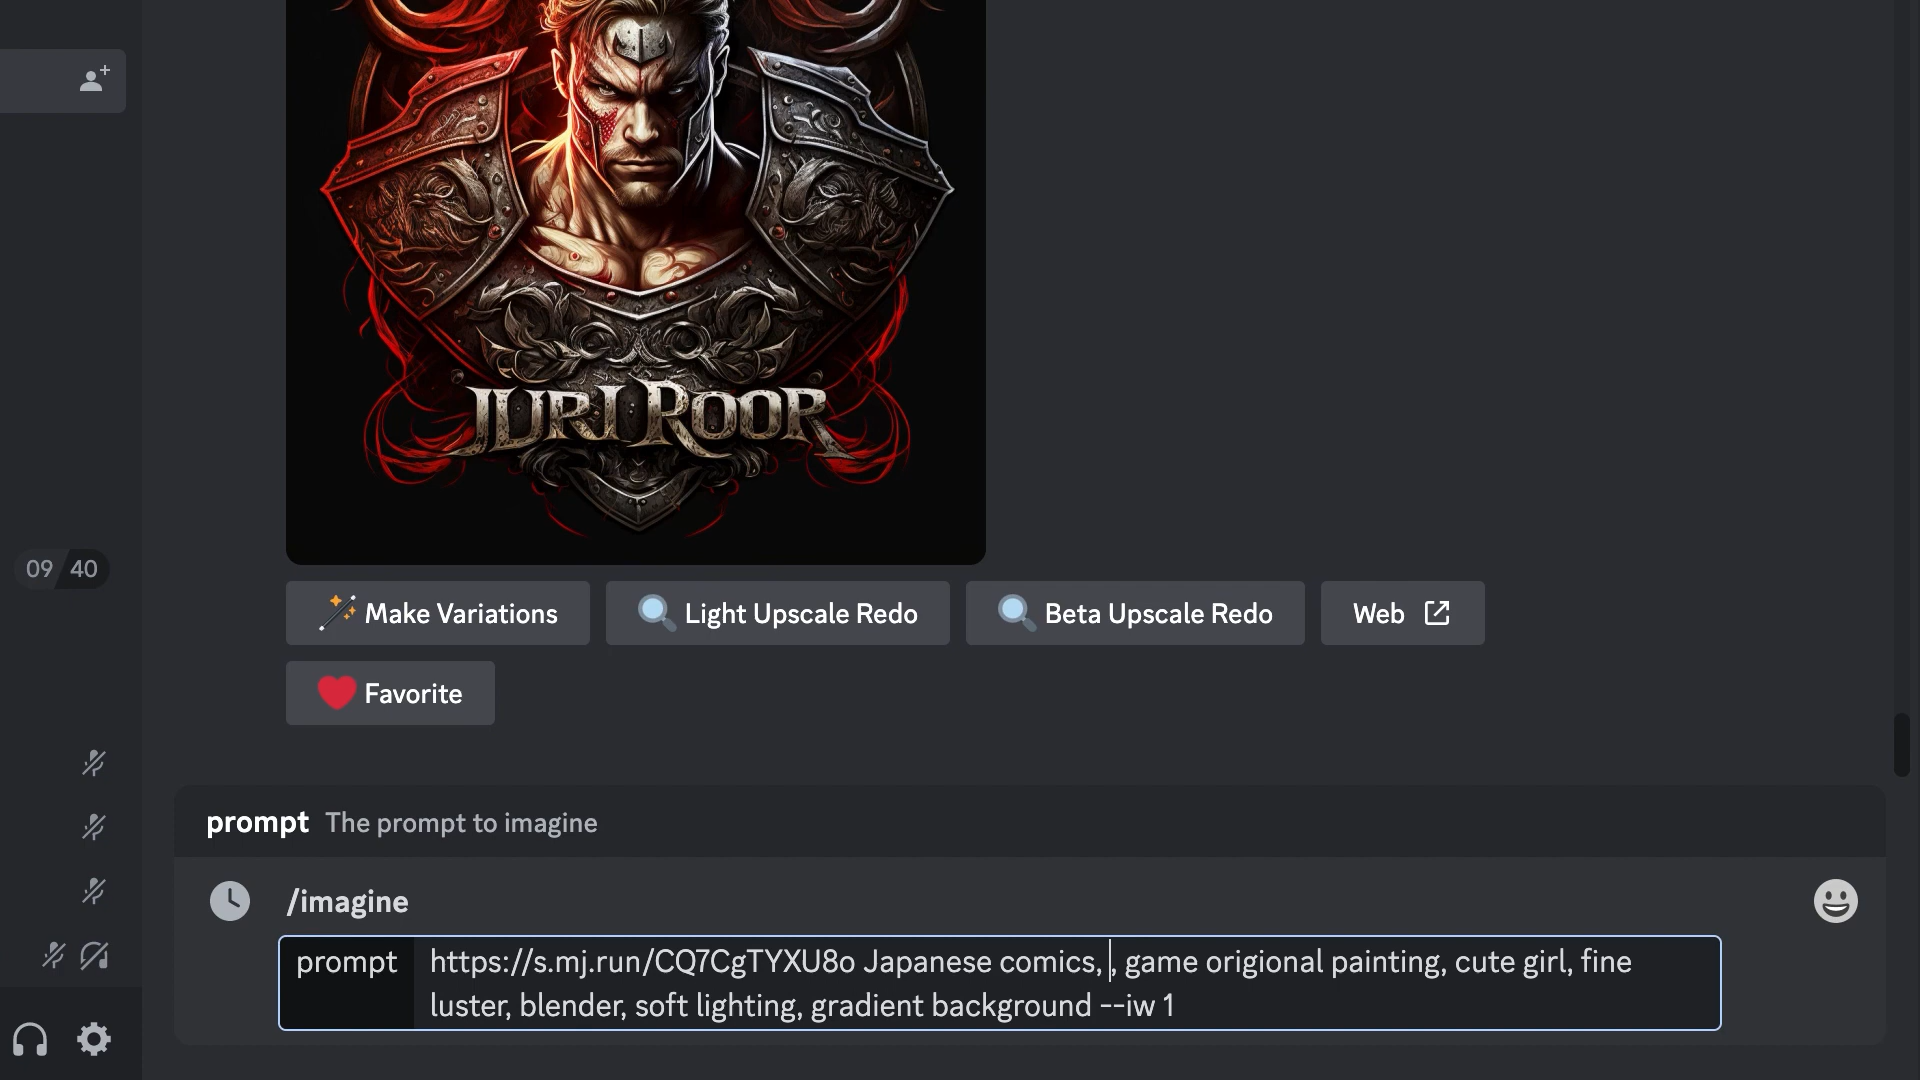 JURI ROOR
09 40
Make Variations Light Upscale Redo Beta Upscale Redo Web
Favorite
prompt The prompt to imagine
/imagine
prompt https://s.mj.run/CQ7CgTYXU8o Japanese comics, , game origional painting, cute girl, fine
luster, blender, soft lighting, gradient background --iw 1